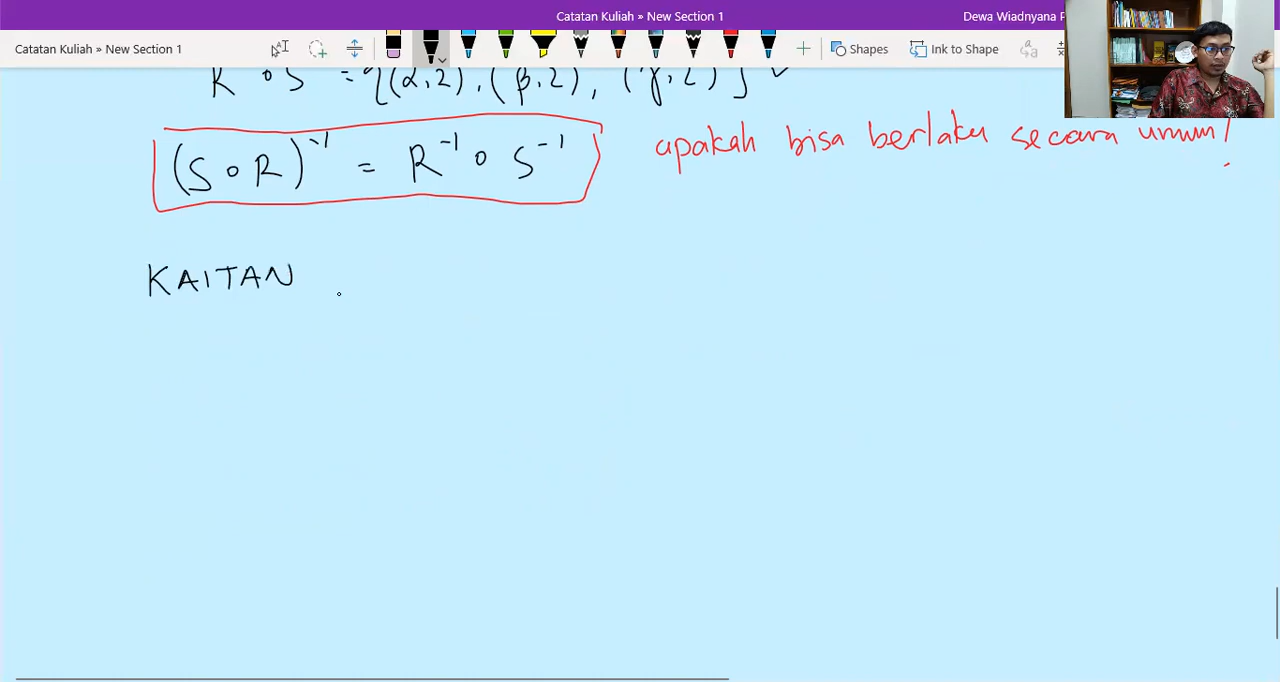 Catatan Kuliah » New Section 1
Dewa Wiadnyana P
Catatan Kuliah » New Section 1
Shapes
Ink to Shape
R o S = {(α,2), (β,2), (γ,2)}
(S o R)⁻¹ = R⁻¹ o S⁻¹
apakah bisa berlaku secara umum?
KAITAN